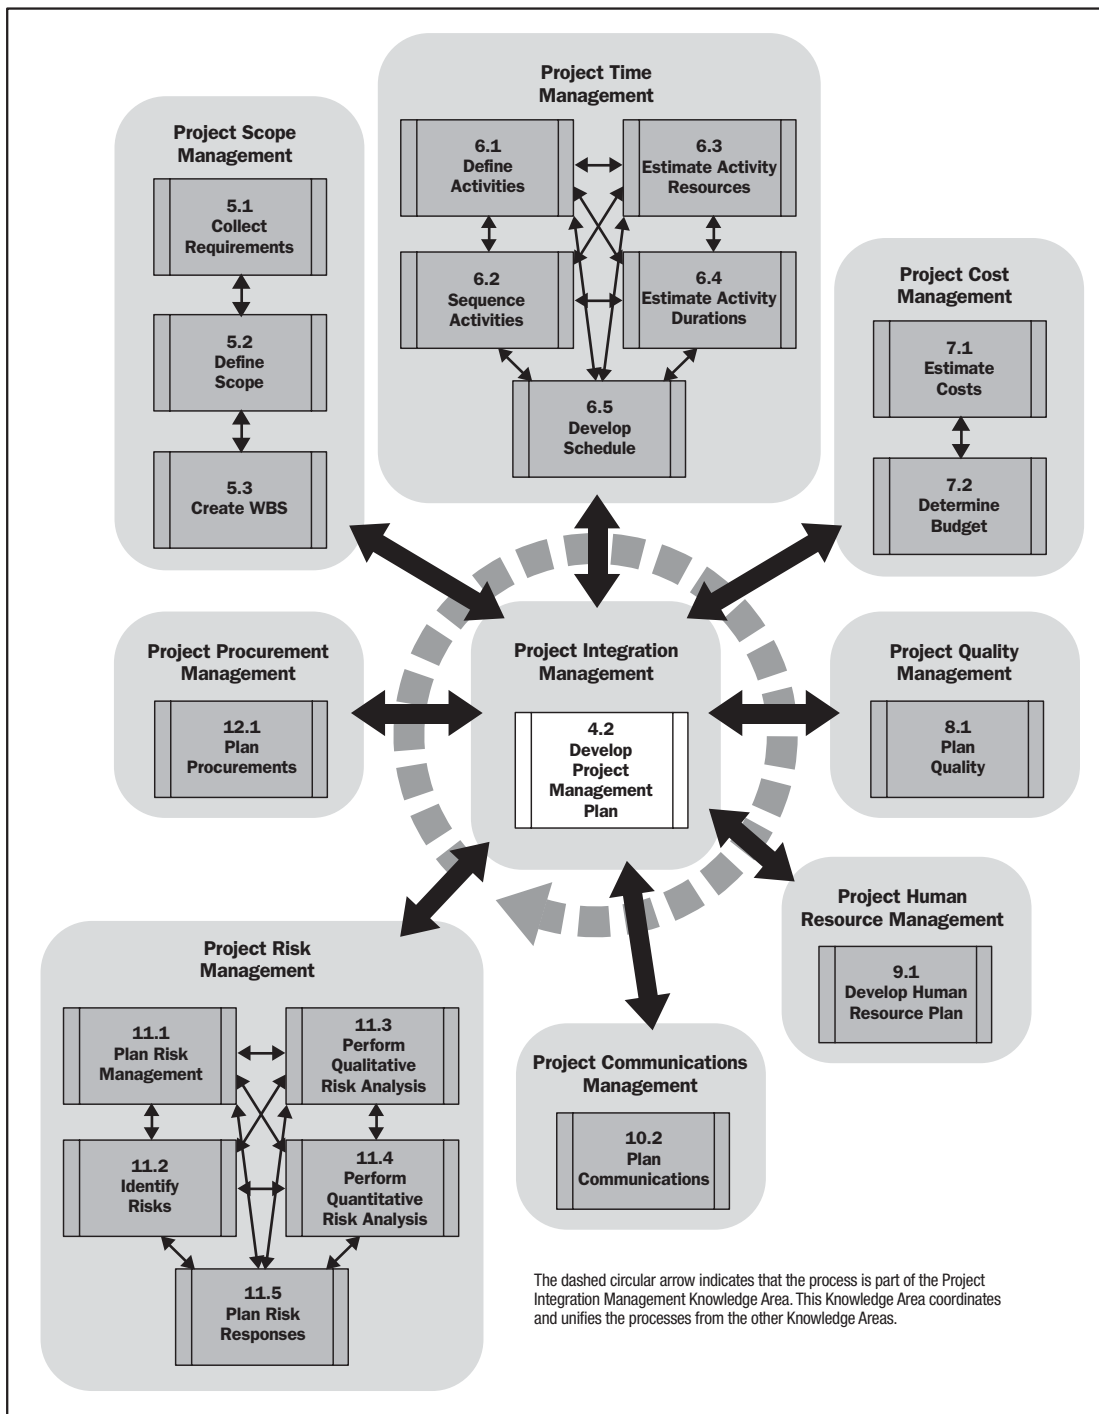 Project Time
Management
6.1
Define
Activities
6.3
Estimate Activity
Resources
6.2
Sequence
Activities
6.4
Estimate Activity
Durations
6.5
Develop
Schedule
Project Scope
Management
5.1
Collect
Requirements
5.2
Define
Scope
5.3
Create WBS
Project Cost
Management
7.1
Estimate
Costs
7.2
Determine
Budget
Project Procurement
Management
12.1
Plan
Procurements
Project Integration
Management
4.2
Develop
Project
Management
Plan
Project Quality
Management
8.1
Plan
Quality
Project Human
Resource Management
9.1
Develop Human
Resource Plan
Project Risk
Management
11.1
Plan Risk
Management
11.3
Perform
Qualitative
Risk Analysis
11.2
Identify
Risks
11.4
Perform
Quantitative
Risk Analysis
11.5
Plan Risk
Responses
Project Communications
Management
10.2
Plan
Communications
The dashed circular arrow indicates that the process is part of the Project
Integration Management Knowledge Area. This Knowledge Area coordinates
and unifies the processes from the other Knowledge Areas.